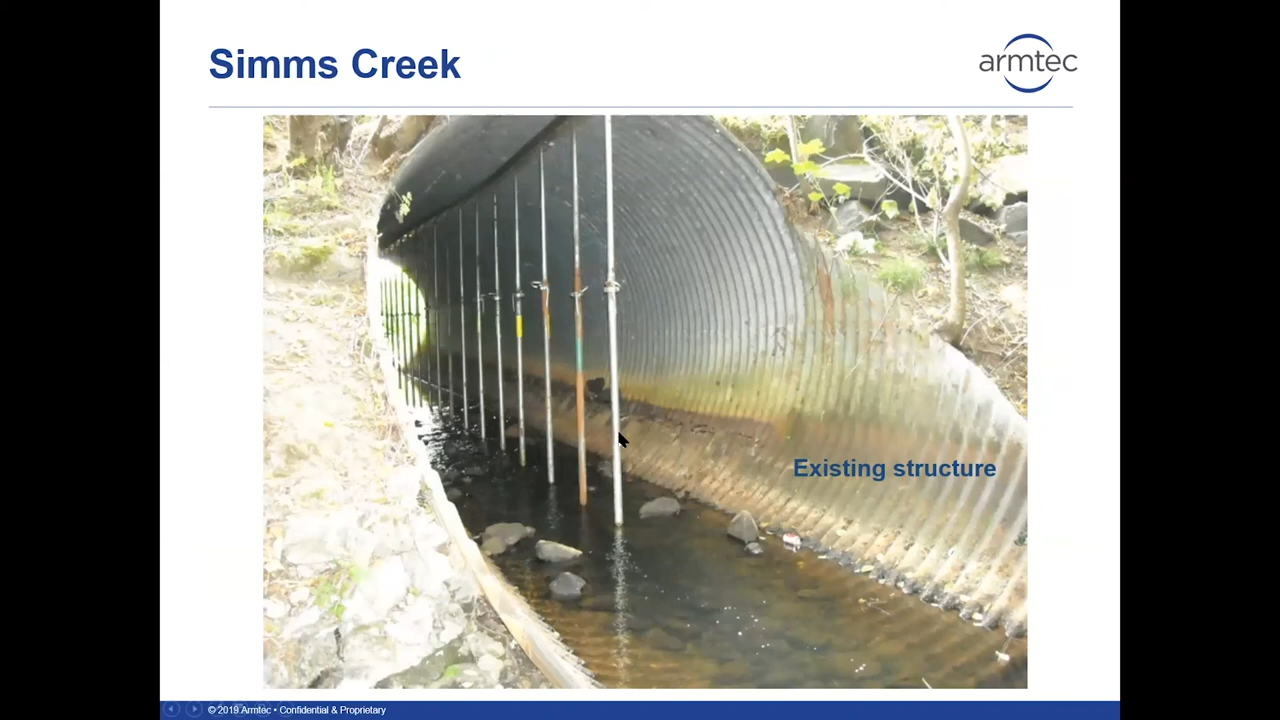 Simms Creek
armtec
Existing structure
© 2019 Armtec • Confidential & Proprietary